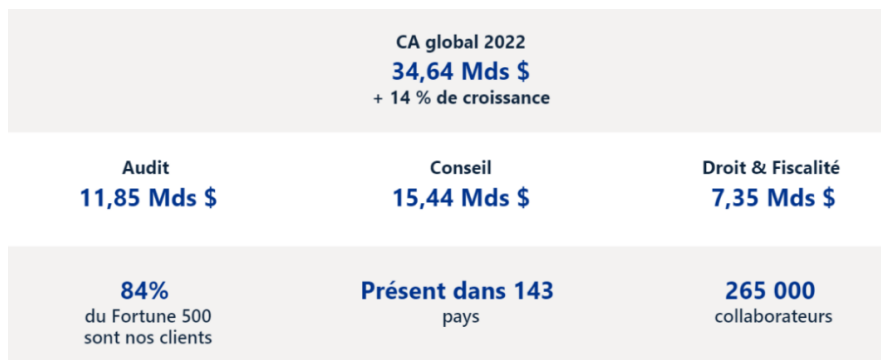 CA global 2022
34,64 Mds $
+ 14 % de croissance
Audit
11,85 Mds $
Conseil
15,44 Mds $
Droit & Fiscalité
7,35 Mds $
84%
du Fortune 500
sont nos clients
Présent dans 143
pays
265 000
collaborateurs